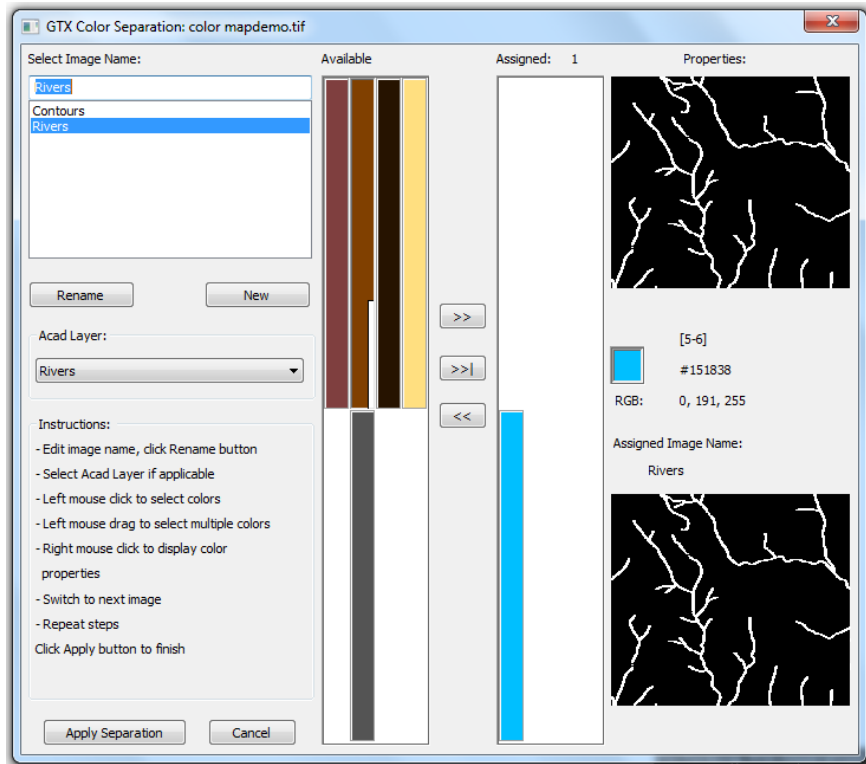 GTX Color Separation: color mapdemo.tif
x
Select Image Name:
Rivers
Contours
Rivers
Rename
New
Acad Layer:
Rivers
Instructions:
- Edit image name, click Rename button
- Select Acad Layer if applicable
- Left mouse click to select colors
- Left mouse drag to select multiple colors
- Right mouse click to display color
properties
- Switch to next image
- Repeat steps
Click Apply button to finish
Apply Separation
Cancel
Available
>>
>>|
<<
Assigned: 1
Properties:
[5-6]
#151838
RGB: 0, 191, 255
Assigned Image Name:
Rivers